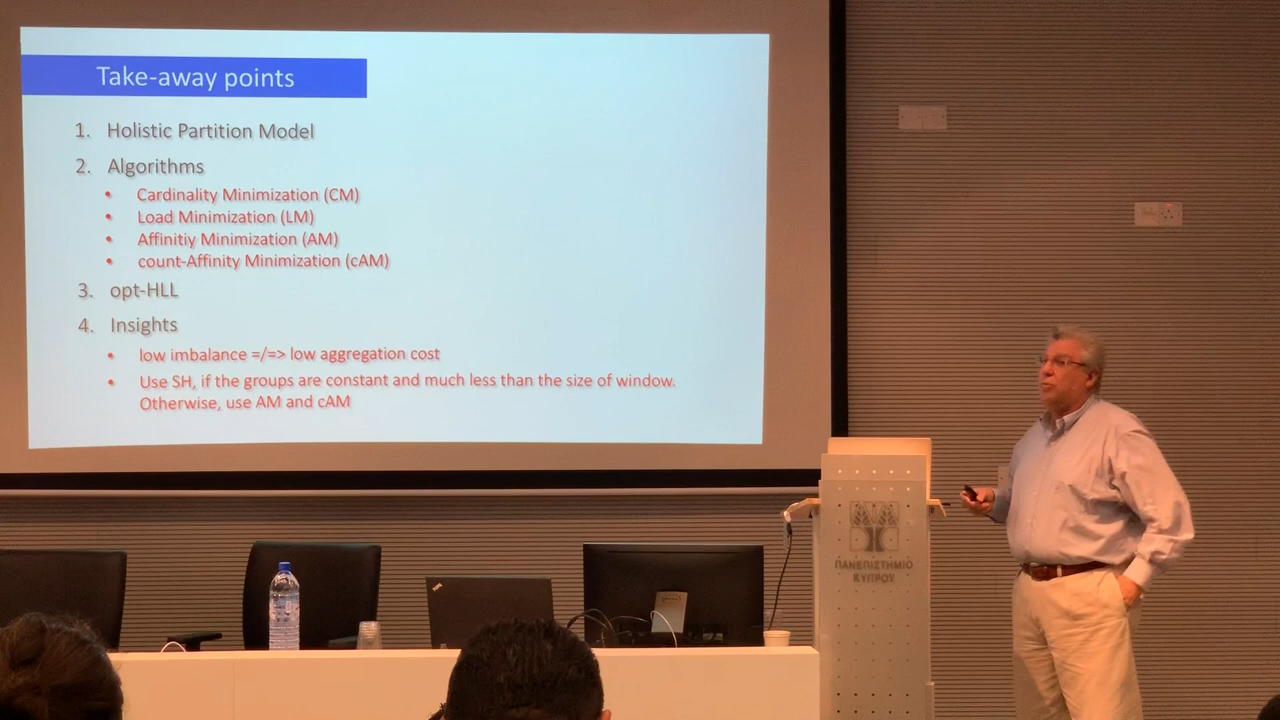 Take-away points
1. Holistic Partition Model
2. Algorithms
• Cardinality Minimization (CM)
• Load Minimization (LM)
• Affinitiy Minimization (AM)
• count-Affinity Minimization (cAM)
3. opt-HLL
4. Insights
• low imbalance =/=> low aggregation cost
• Use SH, if the groups are constant and much less than the size of window.
Otherwise, use AM and cAM
ΠΑΝΕΠΙΣΤΗΜΙΟ
ΚΥΠΡΟΥ